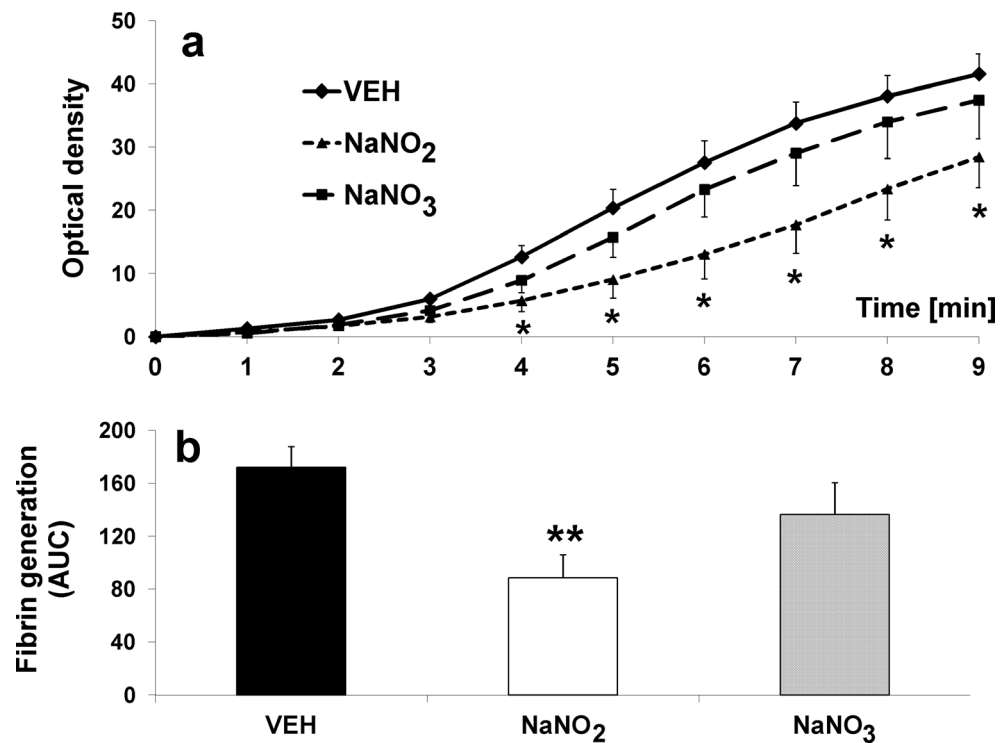 a
50
40
30
20
10
0
Optical density
VEH
NaNO2
NaNO3
* * * * * *
Time [min]
0 1 2 3 4 5 6 7 8 9
b
200
160
120
80
40
0
Fibrin generation
(AUC)
**
VEH NaNO2 NaNO3